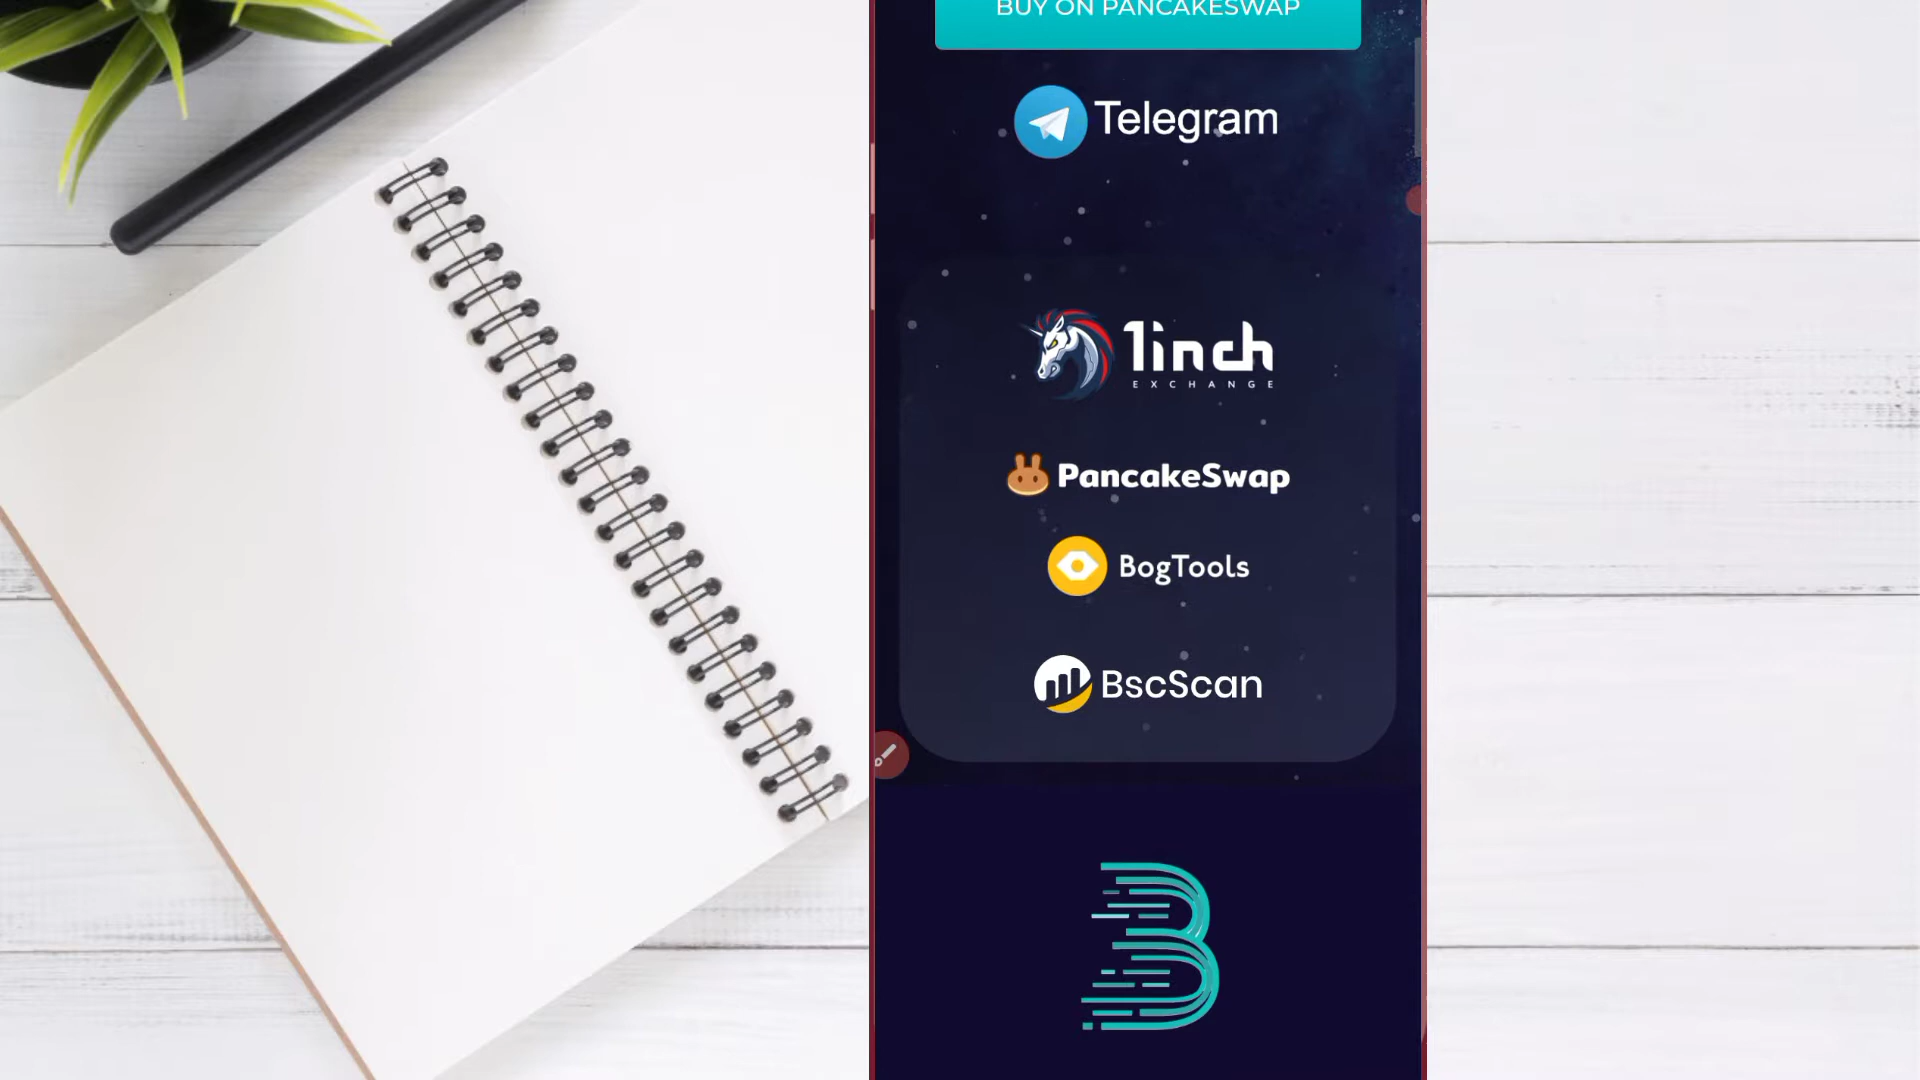 BUY ON PANCAKESWAP
Telegram
1inch
EXCHANGE
PancakeSwap
BogTools
BscScan